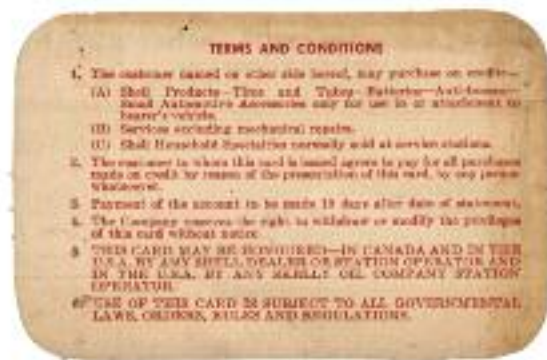 TERMS AND CONDITIONS
1. The customer named on other side hereof, may purchase on credit:—
(A) Shell Products—Tires and Tubes—Batteries—Anti-freeze—
Small Automotive Accessories only for use in or attachment to
bearer's vehicle.
(B) Services excluding mechanical repairs.
(C) Shell Household Specialties normally sold at service stations.
2. The customer to whom this card is issued agrees to pay for all purchases
made on credit by reason of the presentation of this card, by any person
whatsoever.
3. Payment of the account to be made 10 days after date of statement.
4. The Company reserves the right to withdraw or modify the privileges
of this card without notice.
5. THIS CARD MAY BE HONOURED—IN CANADA AND IN THE
U.S.A. BY ANY SHELL DEALER OR STATION OPERATOR AND
IN THE U.S.A. BY ANY OIL COMPANY STATION
OPERATOR.
6. USE OF THIS CARD IS SUBJECT TO ALL GOVERNMENTAL
LAWS, ORDERS, RULES AND REGULATIONS.